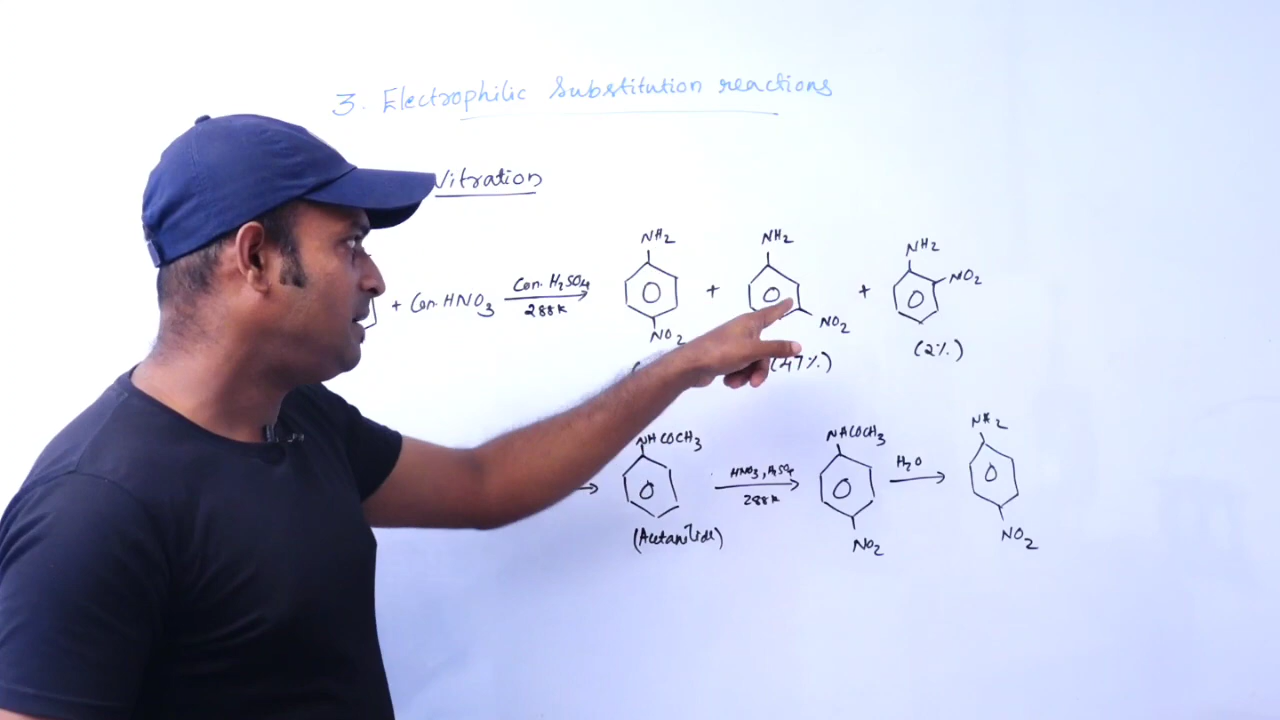 3. Electrophilic Substitution reactions
Nitration
+ Con. HNO3
Con. H2SO4
288K
NH2
NO2
+
NH2
NO2
(47%)
+
NH2
NO2
(2%)
NHCOCH3
(Acetanilide)
HNO3, H2SO4
288K
NHCOCH3
NO2
H2O
NH2
NO2